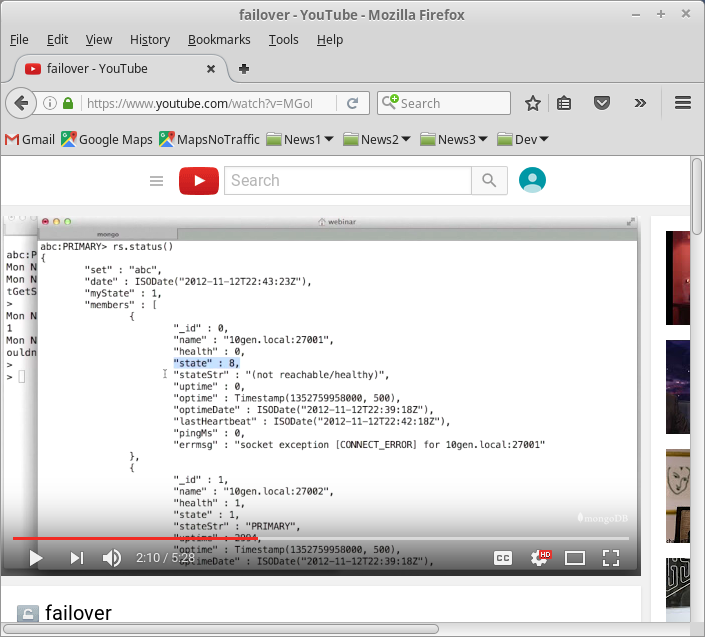 failover - YouTube - Mozilla Firefox
File Edit View History Bookmarks Tools Help
failover - YouTube
https://www.youtube.com/watch?v=MGol
Search
Gmail Google Maps MapsNoTraffic News1 News2 News3 Dev
Search
webinar
mongo
abc:PRIMARY> rs.status()
{
"set" : "abc",
"date" : ISODate("2012-11-12T22:43:23Z"),
"myState" : 1,
"members" : [
{
"_id" : 0,
"name" : "10gen.local:27001",
"health" : 0,
"state" : 8,
"stateStr" : "(not reachable/healthy)",
"uptime" : 0,
"optime" : Timestamp(1352759958000, 500),
"optimeDate" : ISODate("2012-11-12T22:39:18Z"),
"lastHeartbeat" : ISODate("2012-11-12T22:42:18Z"),
"pingMs" : 0,
"errmsg" : "socket exception [CONNECT_ERROR] for 10gen.local:27001"
},
{
"_id" : 1,
"name" : "10gen.local:27002",
"health" : 1,
"state" : 1,
"stateStr" : "PRIMARY",
"uptime" : 2094,
"optime" : Timestamp(1352759958000, 500),
"optimeDate" : ISODate("2012-11-12T22:39:18Z"),
abc:P
Mon N
Mon N
tGetS
>
Mon N
1
Mon N
ouldn
>
>
mongoDB
2:10 / 5:28
CC
HD
failover